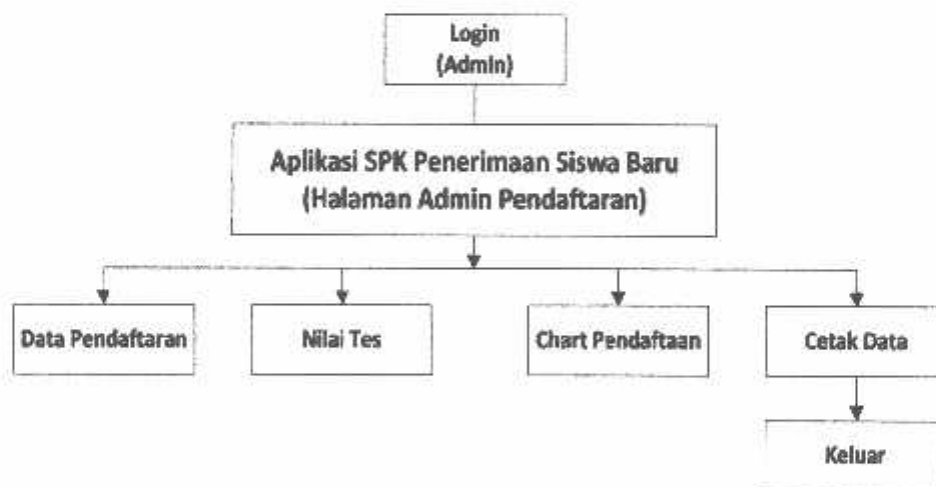 Login
(Admin)
Aplikasi SPK Penerimaan Siswa Baru
(Halaman Admin Pendaftaran)
Data Pendaftaran
Nilai Tes
Chart Pendaftaan
Cetak Data
Keluar